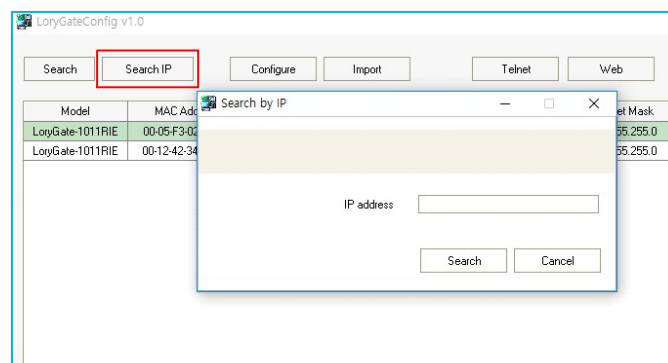 LoryGateConfig v1.0
Search Search IP Configure Import Telnet Web
Model MAC Add et Mask
LoryGate-1011RIE 00-05-F3-02 55.255.0
LoryGate-1011RIE 00-12-42-34 55.255.0
Search by IP
IP address
Search Cancel